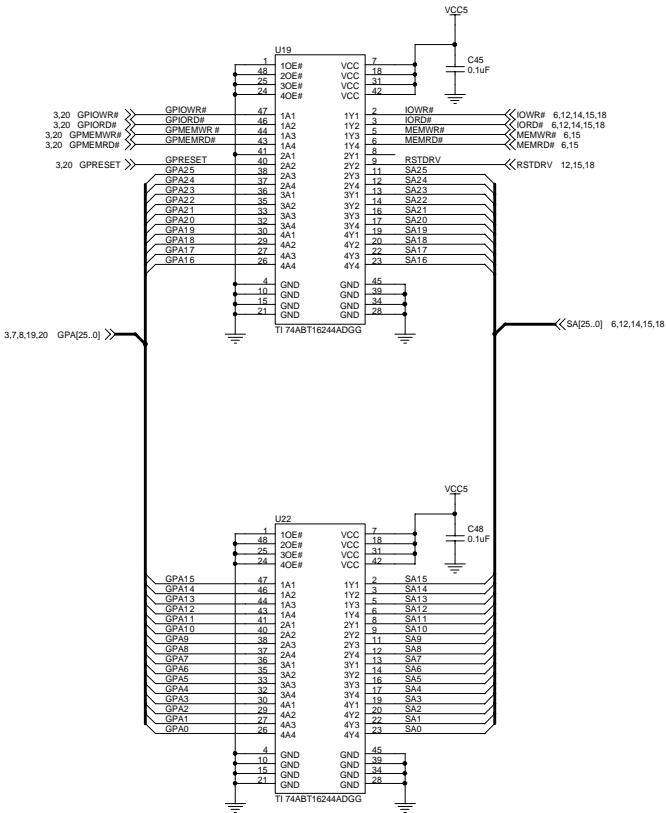 VCC5
U19
C45
0.1uF
1 1OE# VCC 7
48 2OE# VCC 18
25 3OE# VCC 31
24 4OE# VCC 42
3,20 GPIOWR# GPIOWR# 47 1A1 1Y1 2 IOWR# IOWR# 6,12,14,15,18
3,20 GPIORD# GPIORD# 46 1A2 1Y2 3 IORD# IORD# 6,12,14,15,18
3,20 GPMEMWR# GPMEMWR # 44 1A3 1Y3 5 MEMWR# MEMWR# 6,15
3,20 GPMEMRD# GPMEMRD# 43 1A4 1Y4 6 MEMRD# MEMRD# 6,15
41 2A1 2Y1 8
3,20 GPRESET GPRESET 40 2A2 2Y2 9 RSTDRV RSTDRV 12,15,18
GPA25 38 2A3 2Y3 11 SA25
GPA24 37 2A4 2Y4 12 SA24
GPA23 36 3A1 3Y1 13 SA23
GPA22 35 3A2 3Y2 14 SA22
GPA21 33 3A3 3Y3 16 SA21
GPA20 32 3A4 3Y4 17 SA20
GPA19 30 4A1 4Y1 19 SA19
GPA18 29 4A2 4Y2 20 SA18
GPA17 27 4A3 4Y3 22 SA17
GPA16 26 4A4 4Y4 23 SA16
4 GND GND 45
10 GND GND 39
15 GND GND 34
21 GND GND 28
TI 74ABT16244ADGG
3,7,8,19,20 GPA[25..0] SA[25..0] 6,12,14,15,18
VCC5
U22
C48
0.1uF
1 1OE# VCC 7
48 2OE# VCC 18
25 3OE# VCC 31
24 4OE# VCC 42
GPA15 47 1A1 1Y1 2 SA15
GPA14 46 1A2 1Y2 3 SA14
GPA13 44 1A3 1Y3 5 SA13
GPA12 43 1A4 1Y4 6 SA12
GPA11 41 2A1 2Y1 8 SA11
GPA10 40 2A2 2Y2 9 SA10
GPA9 38 2A3 2Y3 11 SA9
GPA8 37 2A4 2Y4 12 SA8
GPA7 36 3A1 3Y1 13 SA7
GPA6 35 3A2 3Y2 14 SA6
GPA5 33 3A3 3Y3 16 SA5
GPA4 32 3A4 3Y4 17 SA4
GPA3 30 4A1 4Y1 19 SA3
GPA2 29 4A2 4Y2 20 SA2
GPA1 27 4A3 4Y3 22 SA1
GPA0 26 4A4 4Y4 23 SA0
4 GND GND 45
10 GND GND 39
15 GND GND 34
21 GND GND 28
TI 74ABT16244ADGG